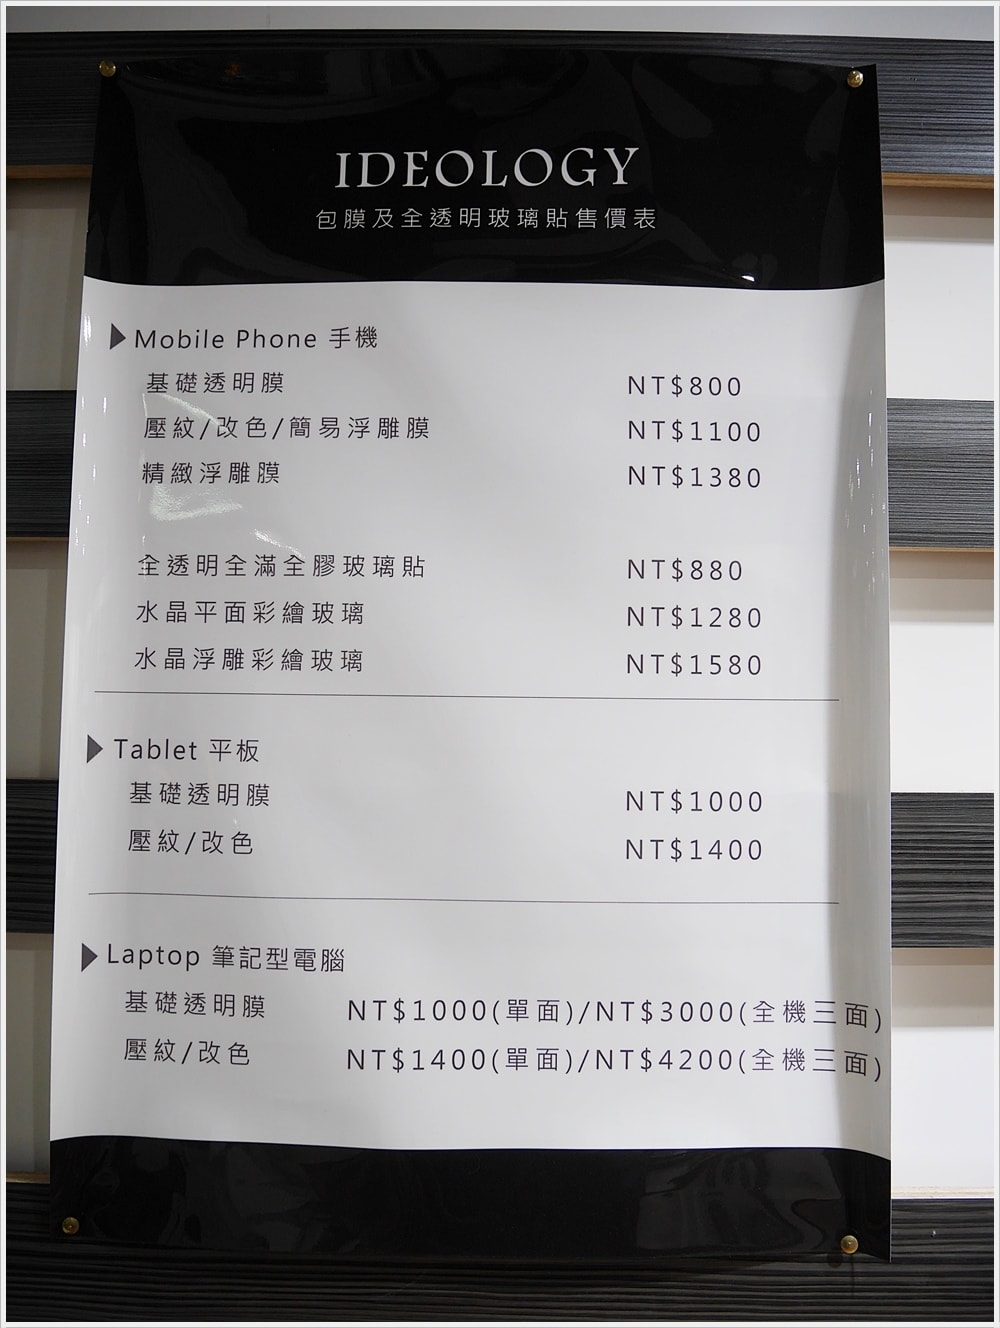 IDEOLOGY
包膜及全透明玻璃貼售價表
Mobile Phone 手機
基礎透明膜 NT$800
壓紋/改色/簡易浮雕膜 NT$1100
精緻浮雕膜 NT$1380
全透明全滿全膠玻璃貼 NT$880
水晶平面彩繪玻璃 NT$1280
水晶浮雕彩繪玻璃 NT$1580
Tablet 平板
基礎透明膜 NT$1000
壓紋/改色 NT$1400
Laptop 筆記型電腦
基礎透明膜 NT$1000(單面)/NT$3000(全機三面)
壓紋/改色 NT$1400(單面)/NT$4200(全機三面)